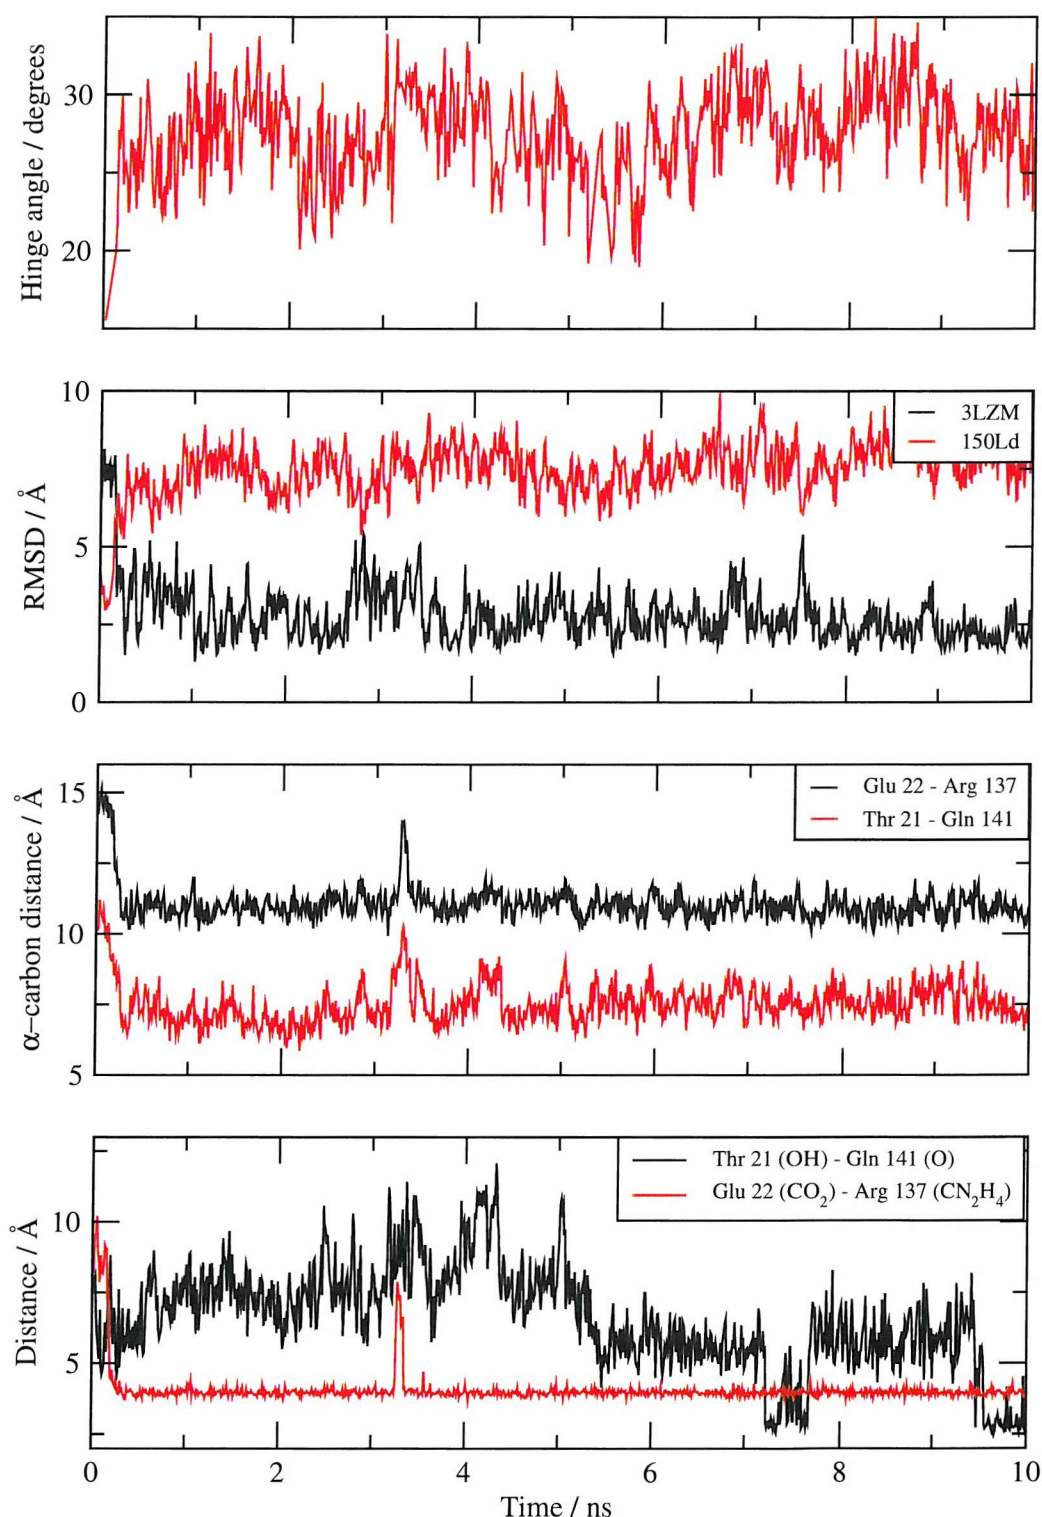 Hinge angle / degrees
30
20
RMSD / Å
10
5
0
3LZM
150Ld
α–carbon distance / Å
15
10
5
Glu 22 - Arg 137
Thr 21 - Gln 141
Distance / Å
10
5
Thr 21 (OH) - Gln 141 (O)
Glu 22 (CO₂) - Arg 137 (CN₂H₄)
0 2 4 6 8 10
Time / ns